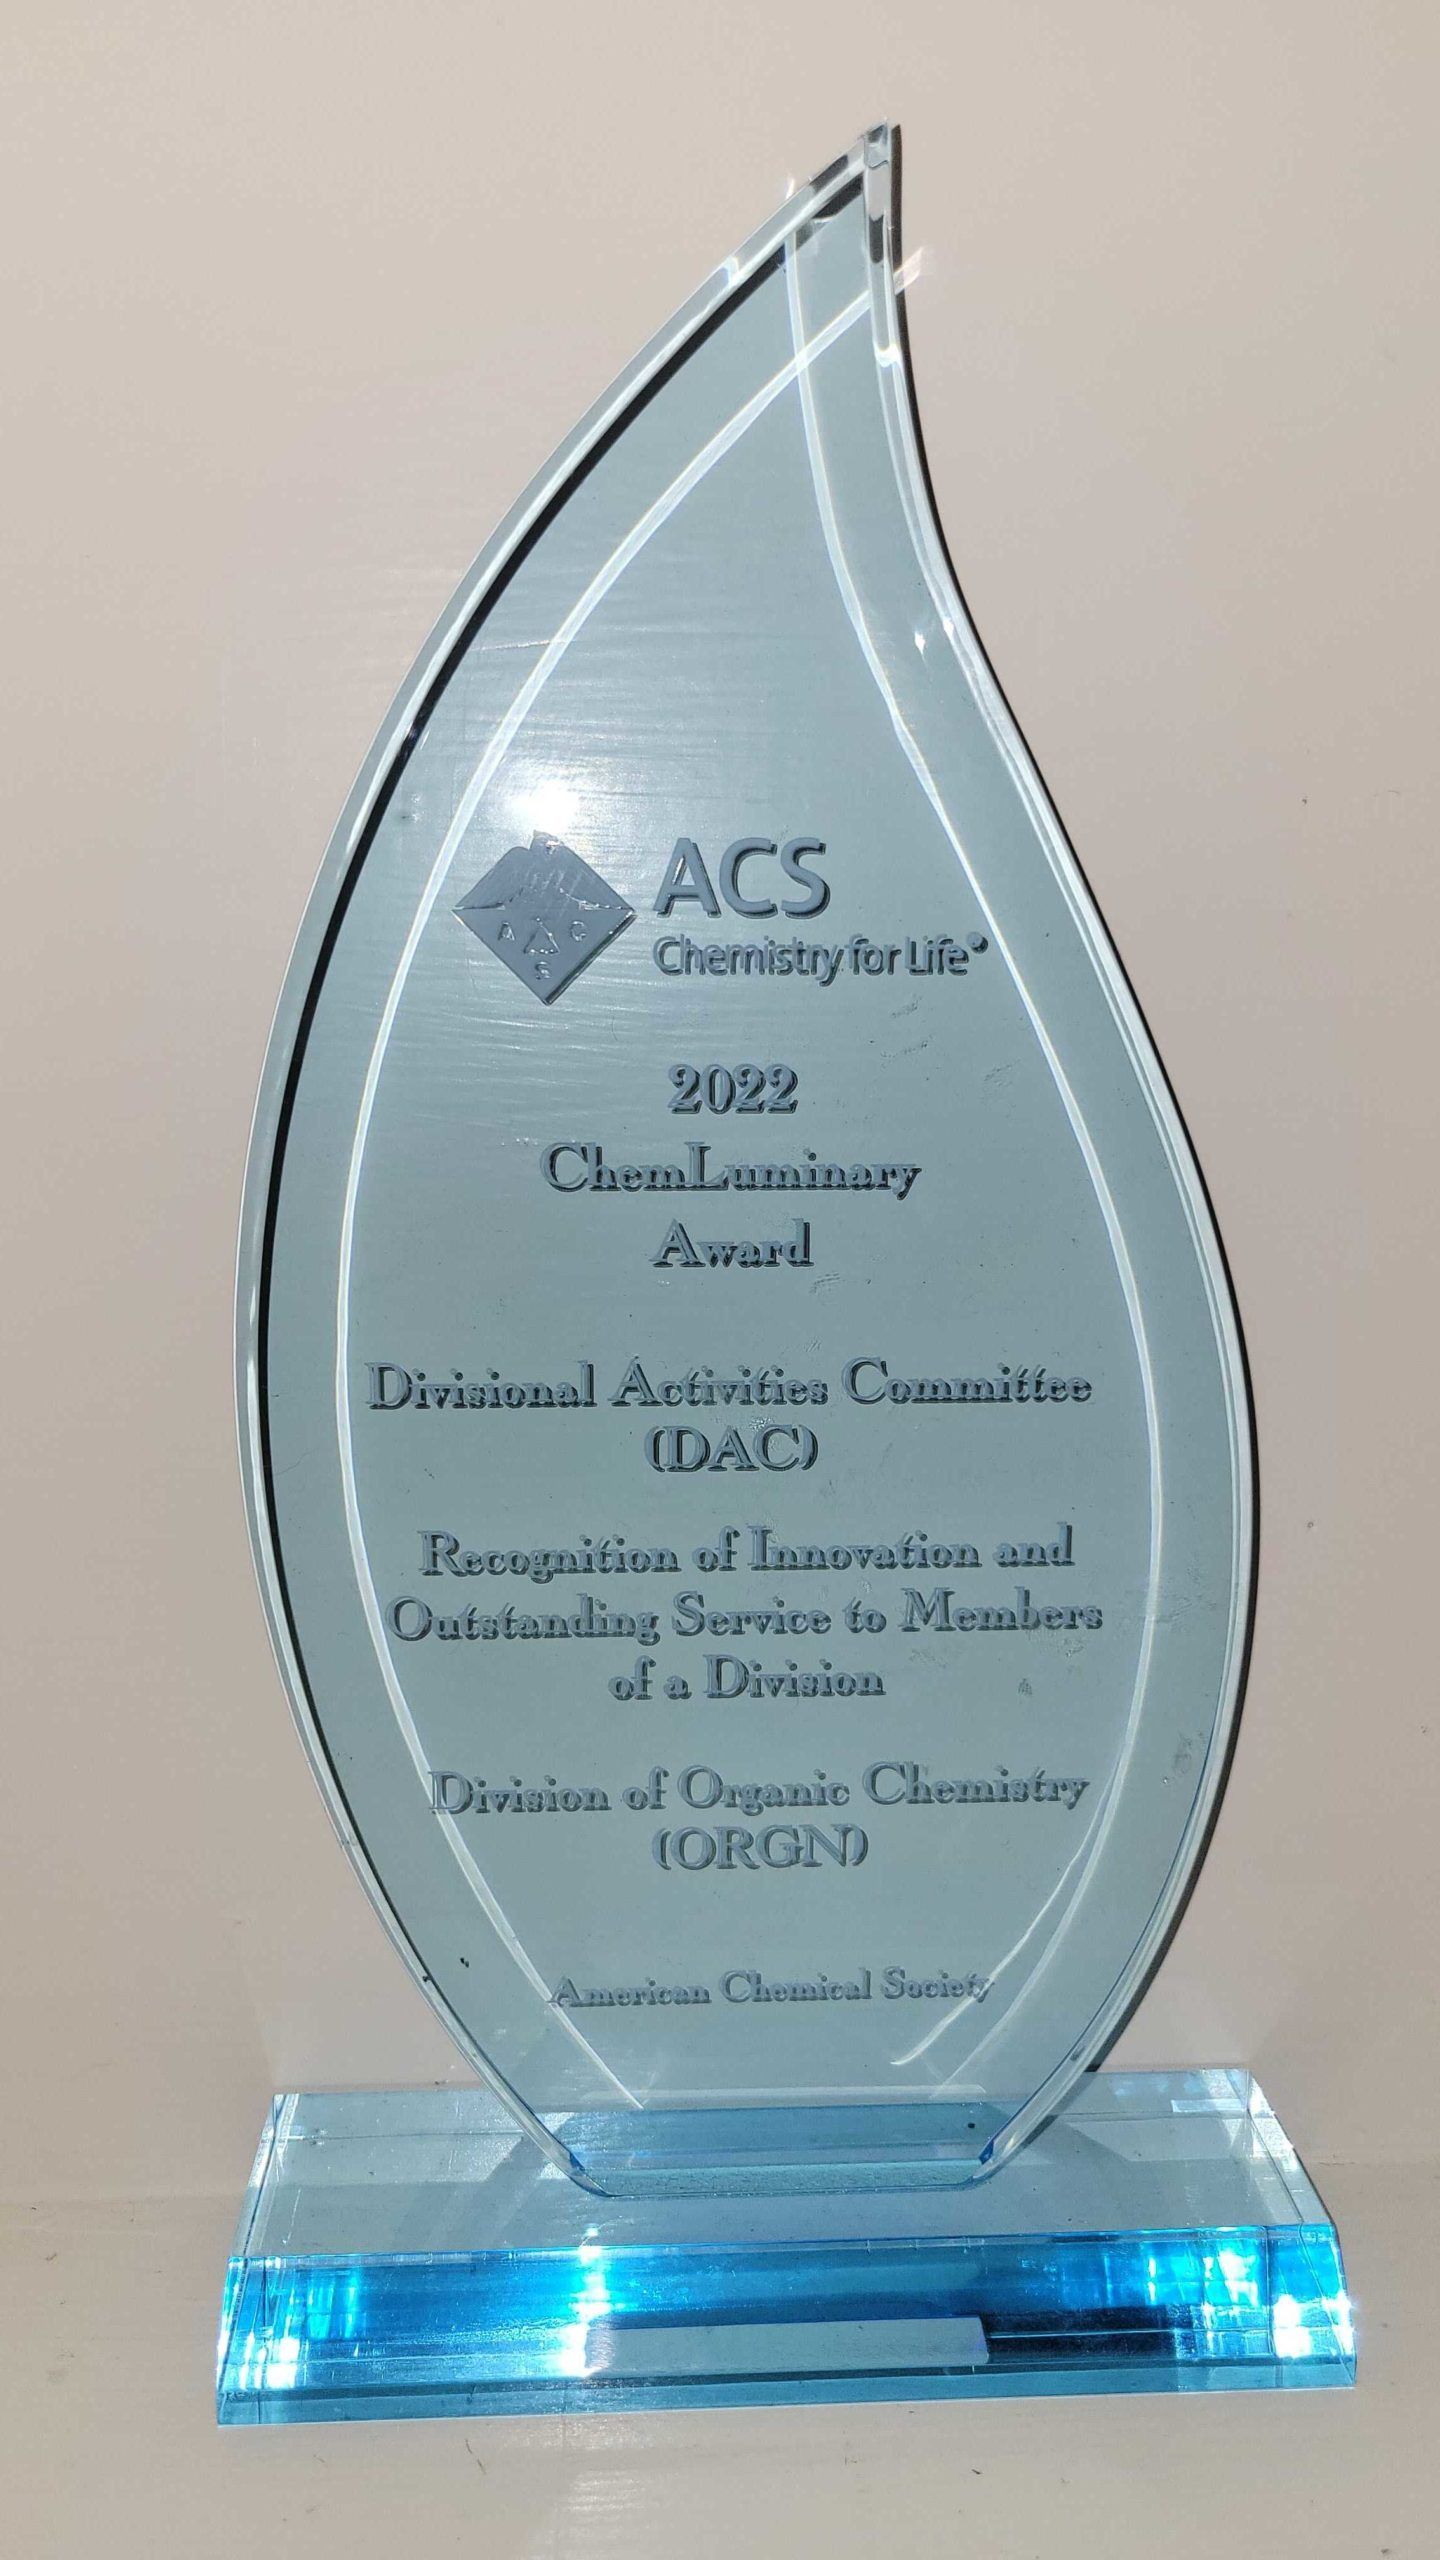 ACS
Chemistry for Life®
A C
S
2022
ChemLuminary
Award
Divisional Activities Committee
(DAC)
Recognition of Innovation and
Outstanding Service to Members
of a Division
Division of Organic Chemistry
(ORGN)
American Chemical Society